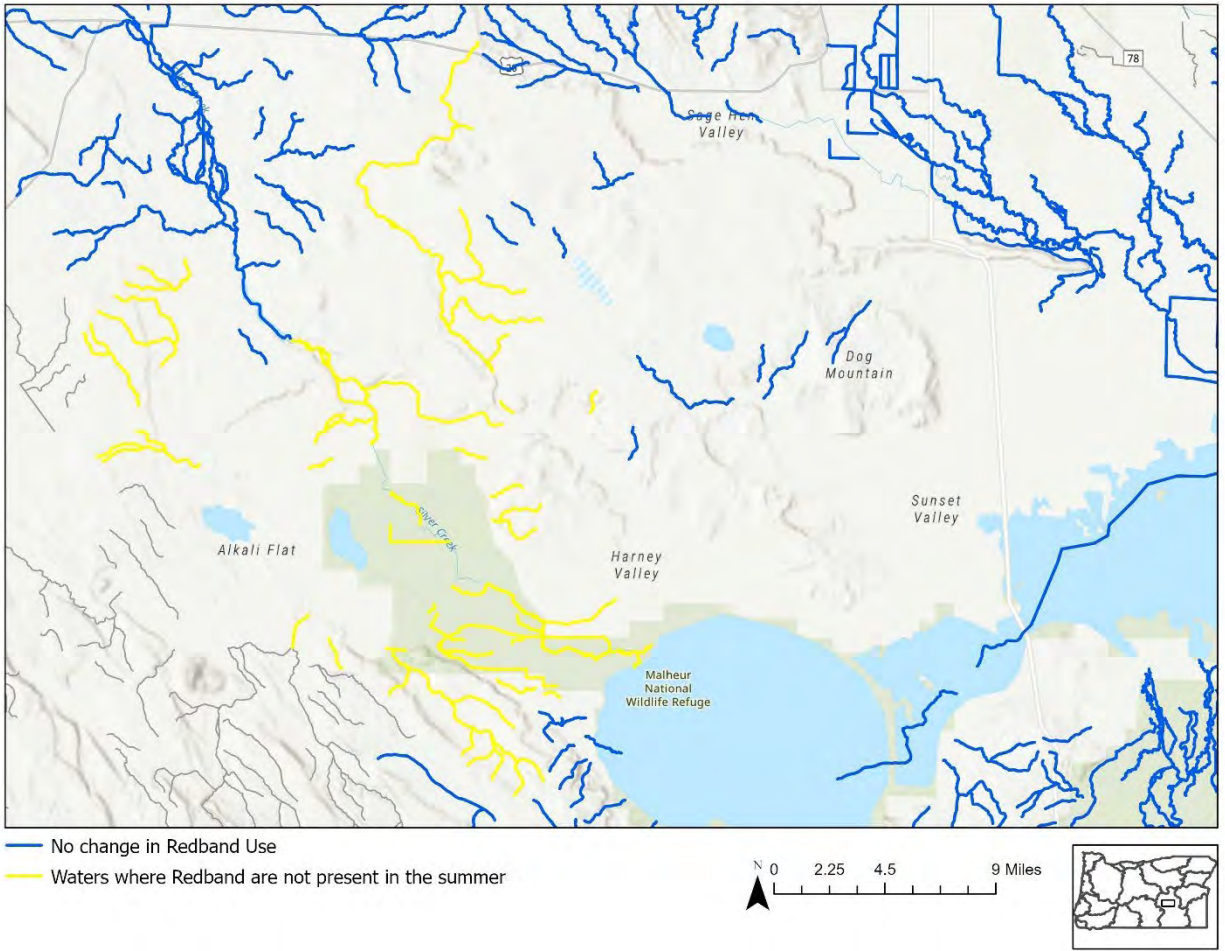 78
20
Sage Hen
Valley
Dog
Mountain
Sunset
Valley
Silver Creek
Alkali Flat
Harney
Valley
Malheur
National
Wildlife Refuge
No change in Redband Use
Waters where Redband are not present in the summer
N
0 2.25 4.5 9 Miles